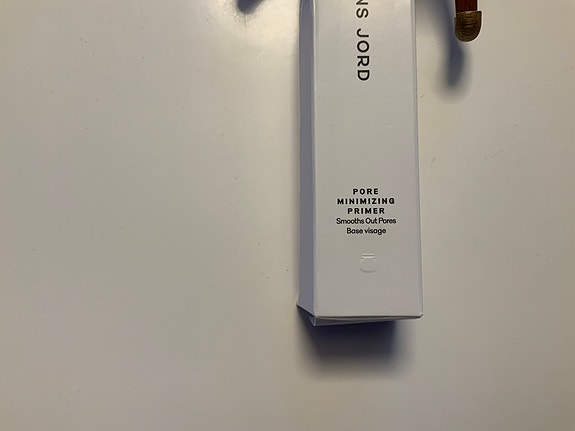 NS JORD
PORE
MINIMIZING
PRIMER
Smooths Out Pores
Base visage